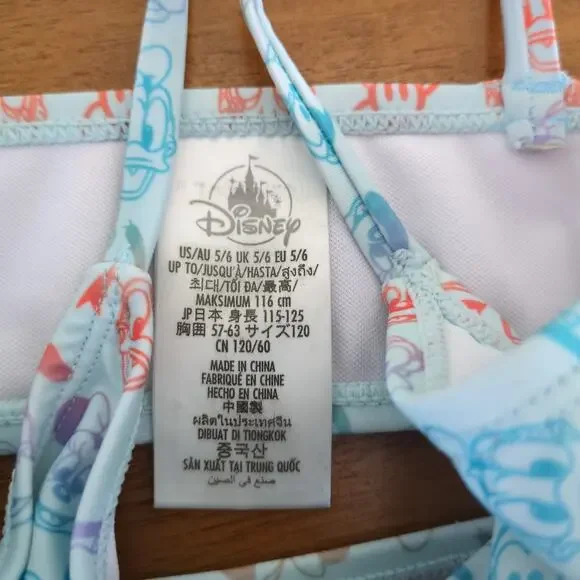 Disney
US/AU 5/6 UK 5/6 EU 5/6
UP TO/JUSQU'À/HASTA/สูงถึง/
최대/TỐI ĐA/最高/
MAKSIMUM 116 cm
JP日本 身長 115-125
胸囲 57-63 サイズ120
CN 120/60
MADE IN CHINA
FABRIQUÉ EN CHINE
HECHO EN CHINA
中國製
ผลิตในประเทศจีน
DIBUAT DI TIONGKOK
중국산
SẢN XUẤT TẠI TRUNG QUỐC
صنع في الصين